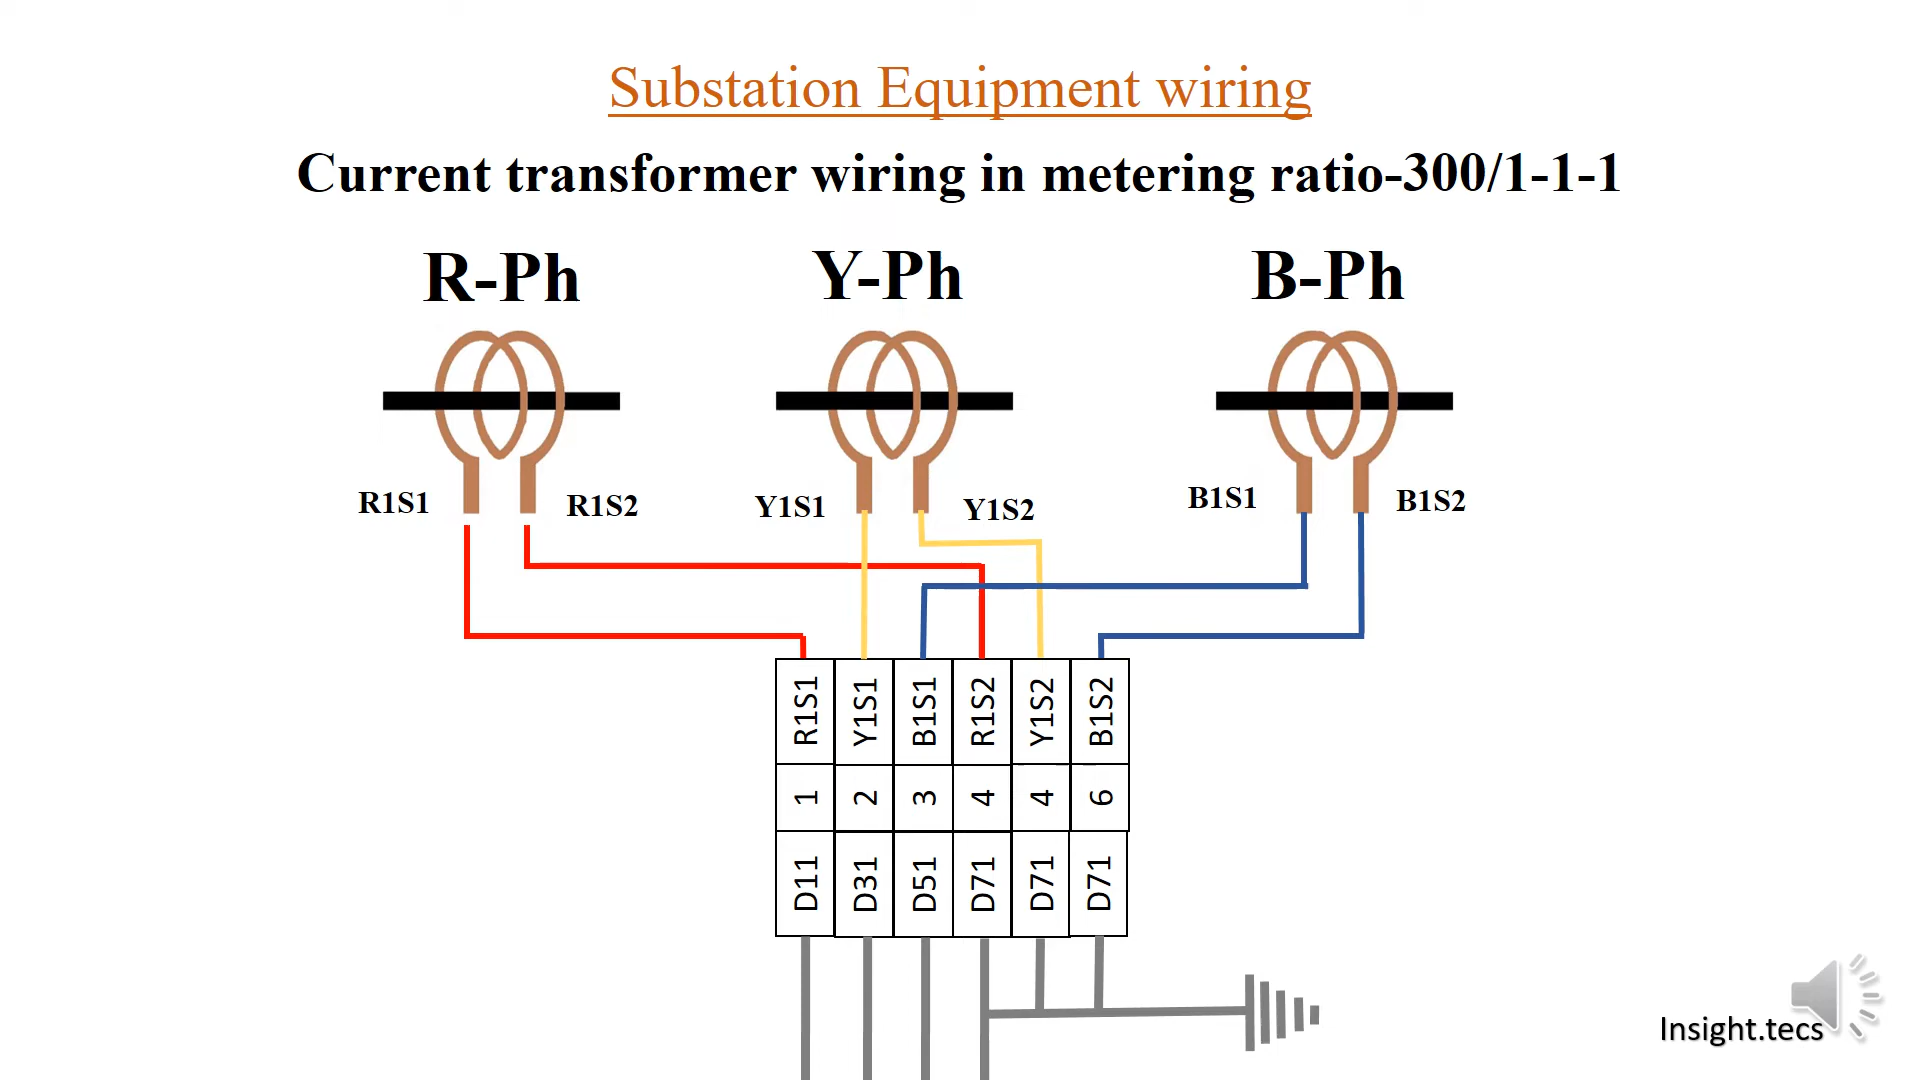 Substation Equipment wiring
Current transformer wiring in metering ratio-300/1-1-1
R-Ph Y-Ph B-Ph
R1S1 R1S2 Y1S1 Y1S2 B1S1 B1S2
R1S1 Y1S1 B1S1 R1S2 Y1S2 B1S2
1 2 3 4 4 6
D11 D31 D51 D71 D71 D71
Insight.tecs